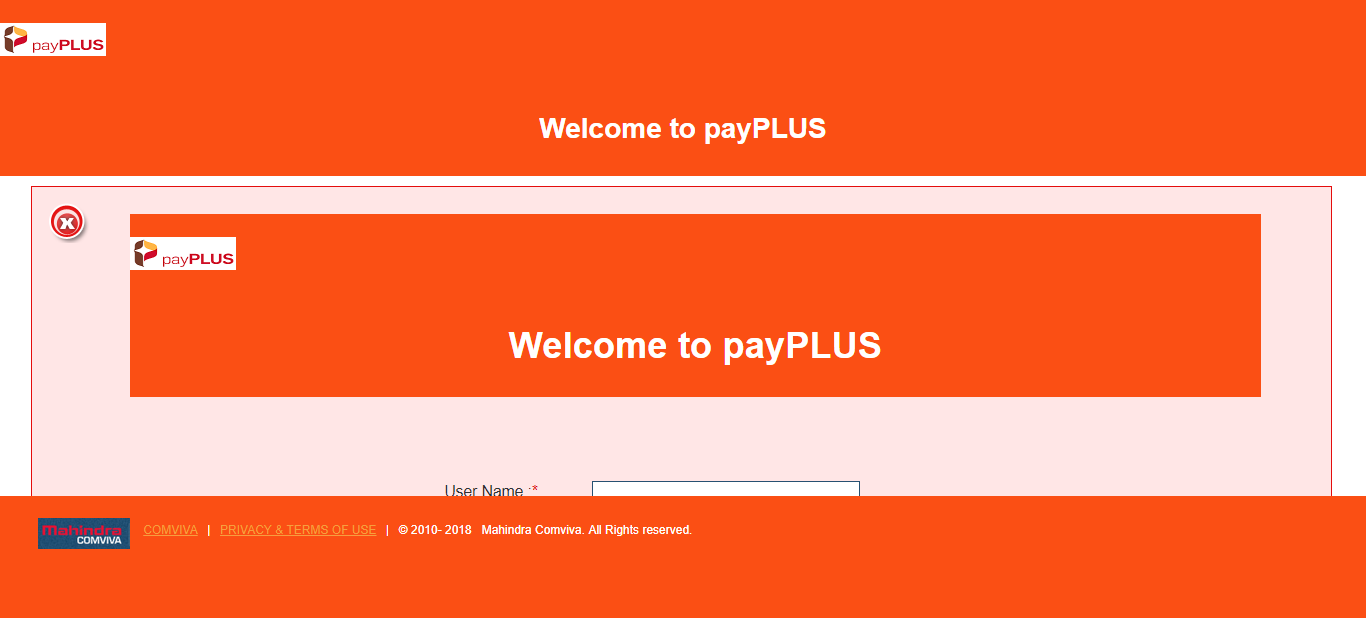 payPLUS
Welcome to payPLUS
x
payPLUS
Welcome to payPLUS
User Name :*
Mahindra
COMVIVA
COMVIVA | PRIVACY & TERMS OF USE | © 2010- 2018 Mahindra Comviva. All Rights reserved.